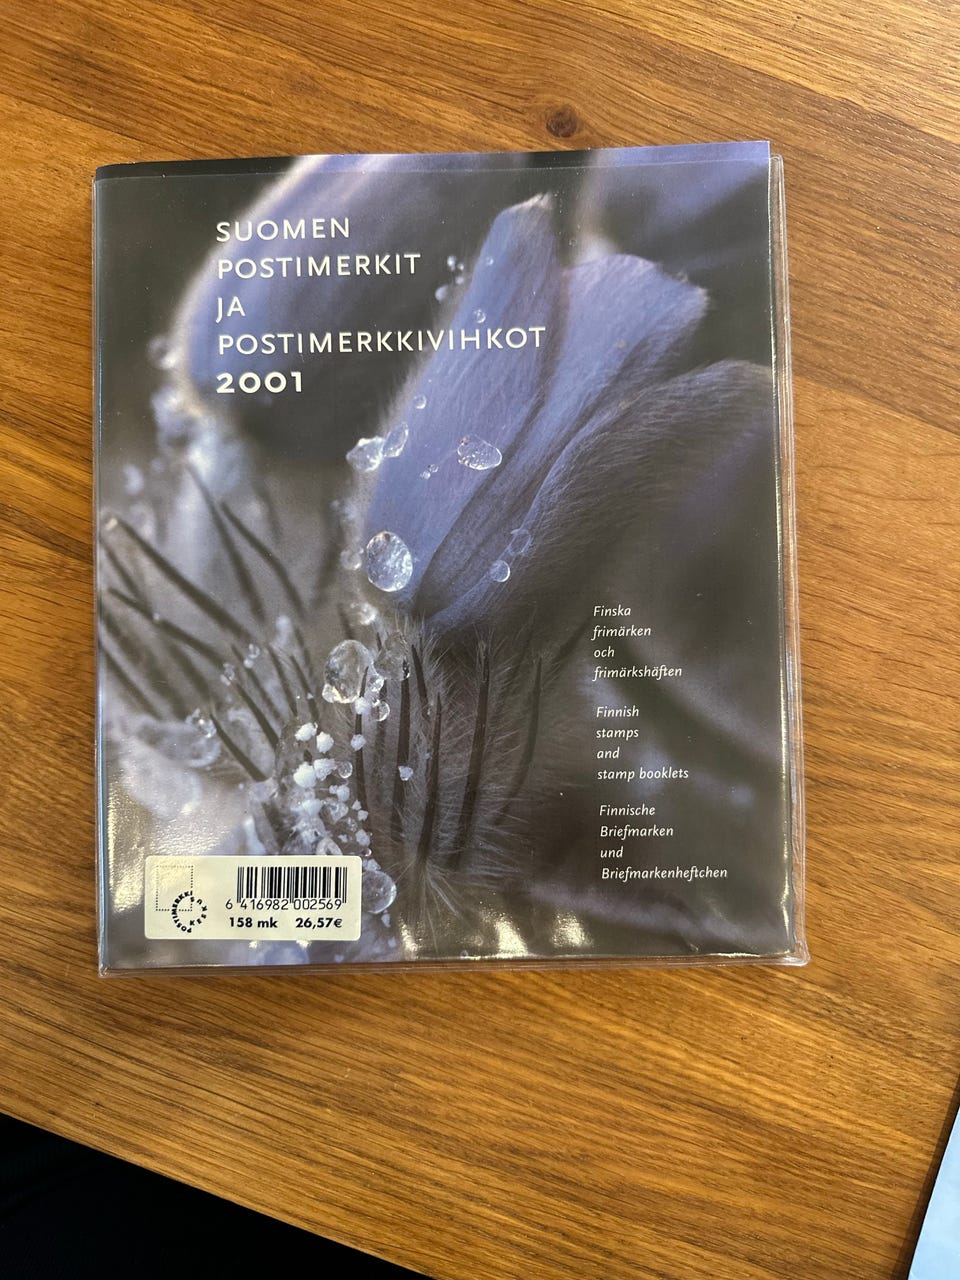 SUOMEN
POSTIMERKIT
JA
POSTIMERKKIVIHKOT
2001
Finska
frimärken
och
frimärkshäften
Finnish
stamps
and
stamp booklets
Finnische
Briefmarken
und
Briefmarkenheftchen
POSTIMERKKI
6 416982 002569
158 mk 26,57€